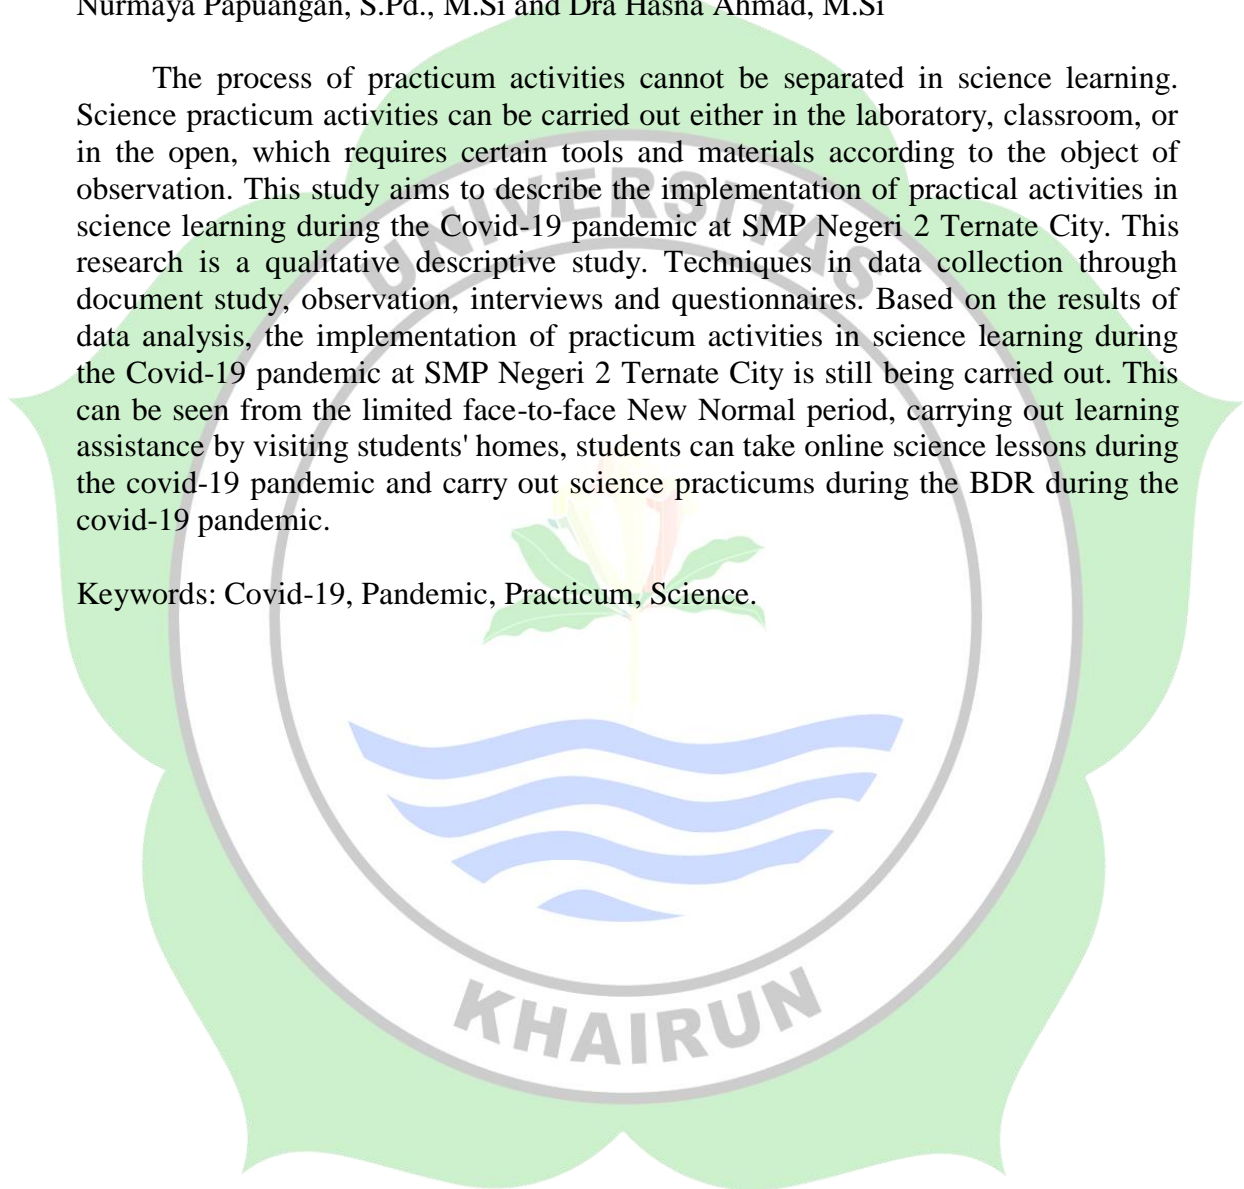 Nurmaya Papuangan, S.Pd., M.Si and Dra Hasna Ahmad, M.Si
The process of practicum activities cannot be separated in science learning.
Science practicum activities can be carried out either in the laboratory, classroom, or
in the open, which requires certain tools and materials according to the object of
observation. This study aims to describe the implementation of practical activities in
science learning during the Covid-19 pandemic at SMP Negeri 2 Ternate City. This
research is a qualitative descriptive study. Techniques in data collection through
document study, observation, interviews and questionnaires. Based on the results of
data analysis, the implementation of practicum activities in science learning during
the Covid-19 pandemic at SMP Negeri 2 Ternate City is still being carried out. This
can be seen from the limited face-to-face New Normal period, carrying out learning
assistance by visiting students' homes, students can take online science lessons during
the covid-19 pandemic and carry out science practicums during the BDR during the
covid-19 pandemic.
Keywords: Covid-19, Pandemic, Practicum, Science.
UNIVERSITAS
KHAIRUN